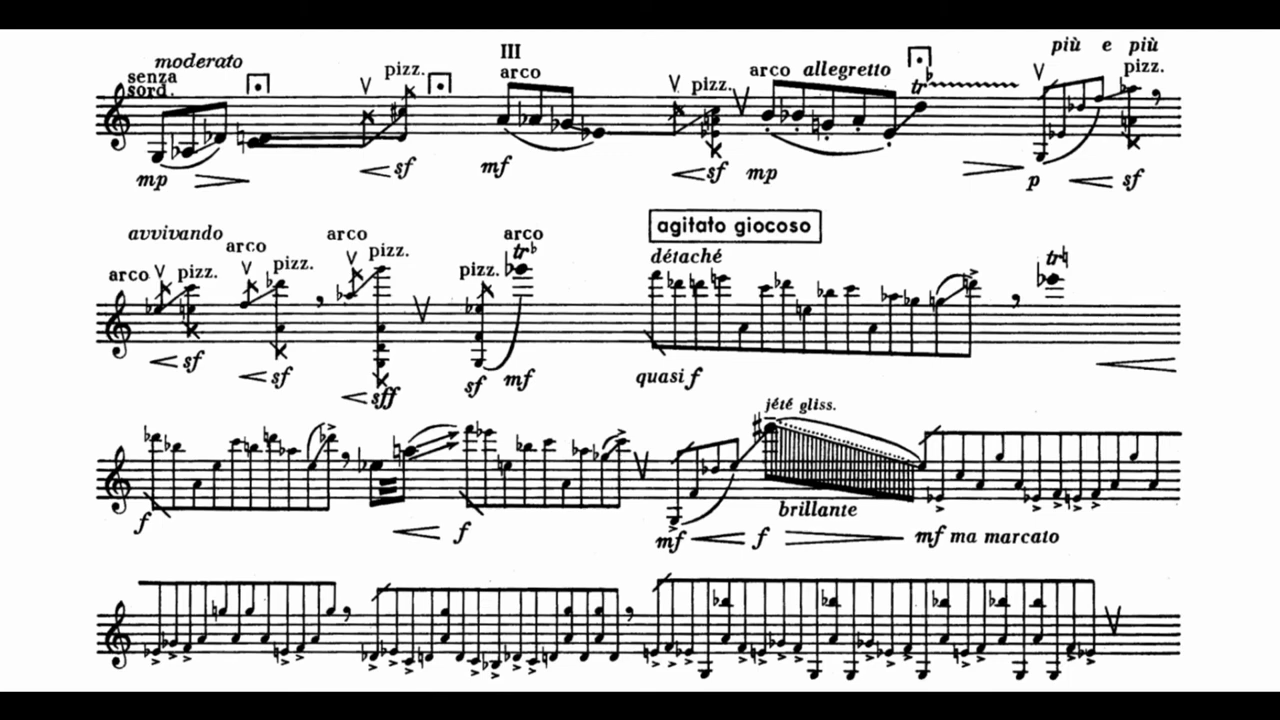 moderato III più e più
senza sord. pizz. arco pizz. arco allegretto tr♭ pizz.
sf mf sf mp p sf
mp
avvivando arco arco arco agitato giocoso
arco pizz. pizz. pizz. pizz. tr♭ détaché tr♮
sf sf sff sf mf quasi f
jété gliss.
brillante
f f mf f mf ma marcato